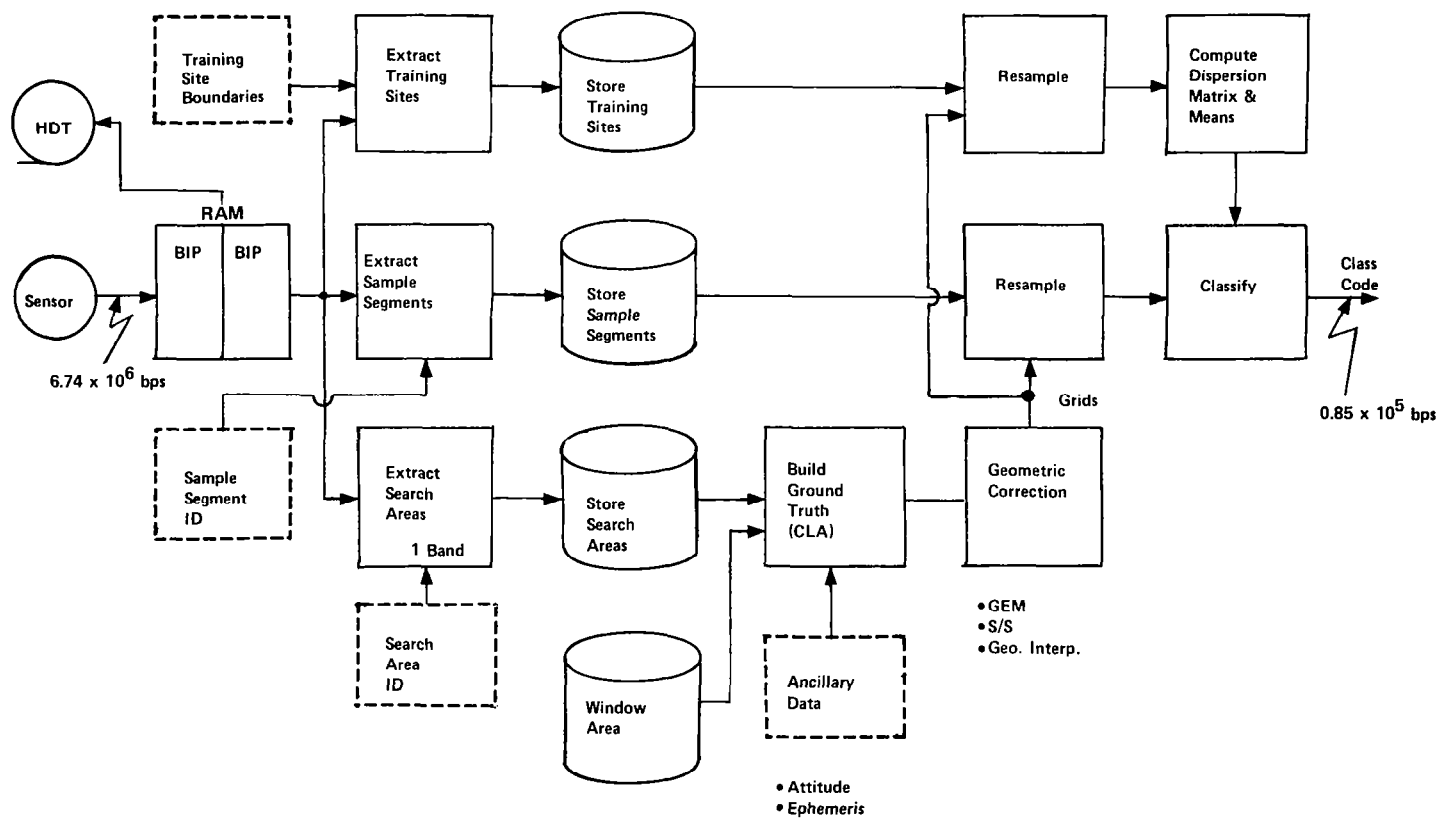 Training
Site
Boundaries
Extract
Training
Sites
Store
Training
Sites
Resample
Compute
Dispersion
Matrix &
Means
HDT
RAM
BIP
BIP
Sensor
6.74 x 10^6 bps
Extract
Sample
Segments
Store
Sample
Segments
Resample
Classify
Class
Code
0.85 x 10^5 bps
Grids
Sample
Segment
ID
Extract
Search
Areas
1 Band
Store
Search
Areas
Build
Ground
Truth
(CLA)
Geometric
Correction
• GEM
• S/S
• Geo. Interp.
Search
Area
ID
Window
Area
Ancillary
Data
• Attitude
• Ephemeris